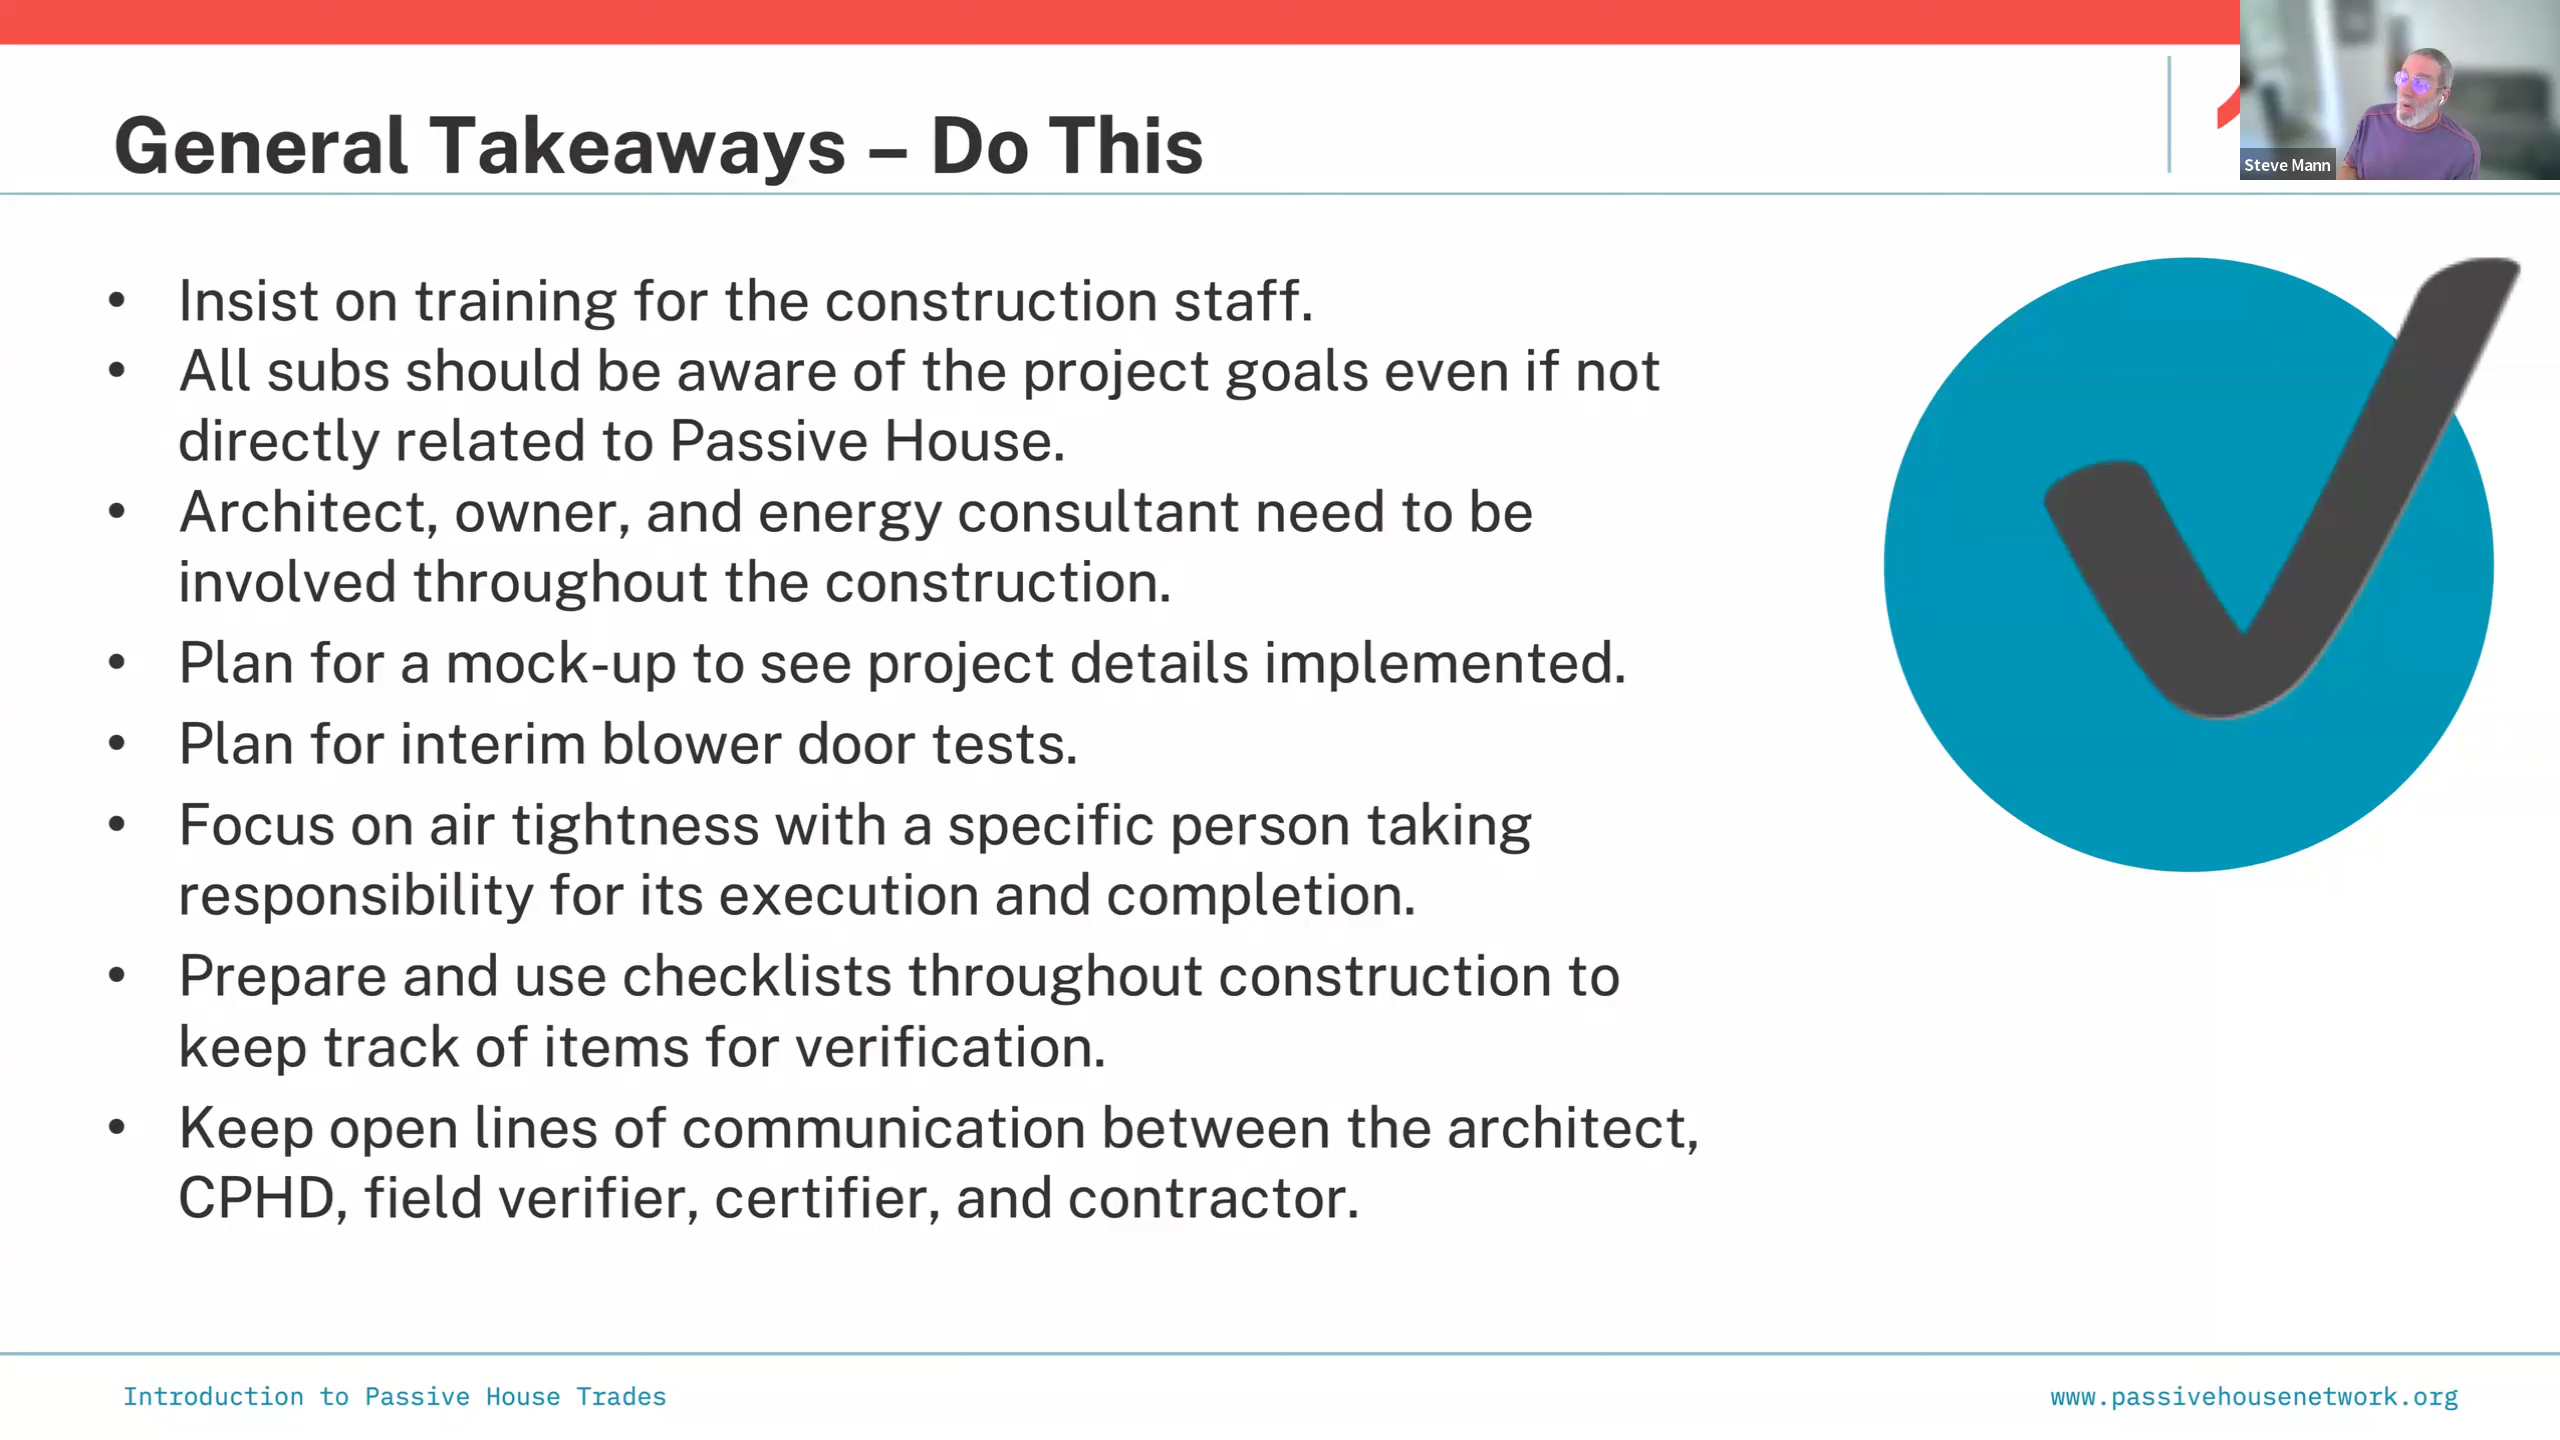 General Takeaways – Do This
Steve Mann
• Insist on training for the construction staff.
• All subs should be aware of the project goals even if not
directly related to Passive House.
• Architect, owner, and energy consultant need to be
involved throughout the construction.
• Plan for a mock-up to see project details implemented.
• Plan for interim blower door tests.
• Focus on air tightness with a specific person taking
responsibility for its execution and completion.
• Prepare and use checklists throughout construction to
keep track of items for verification.
• Keep open lines of communication between the architect,
CPHD, field verifier, certifier, and contractor.
Introduction to Passive House Trades
www.passivehousenetwork.org